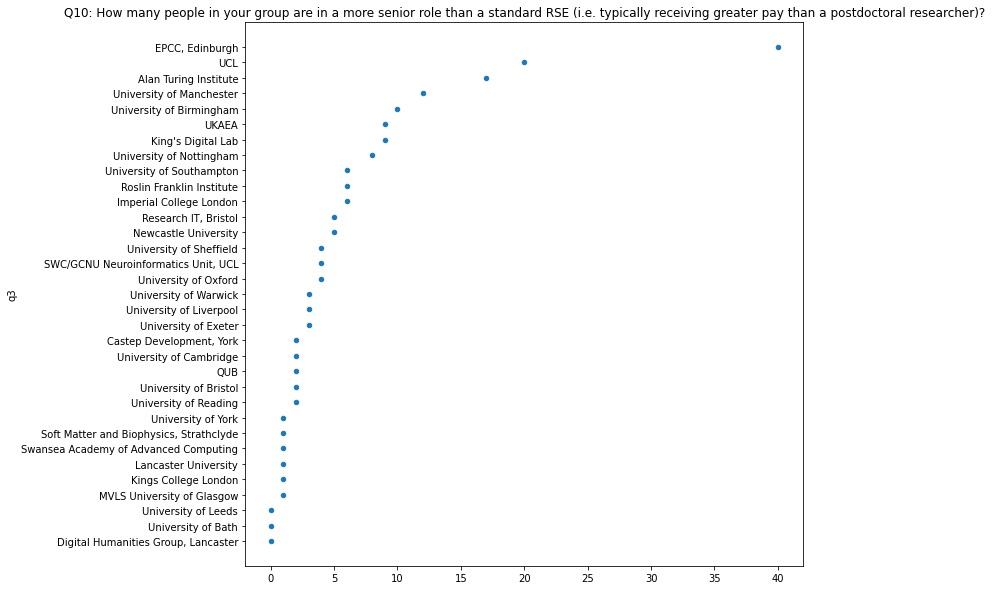 Q10: How many people in your group are in a more senior role than a standard RSE (i.e. typically receiving greater pay than a postdoctoral researcher)?
EPCC, Edinburgh
UCL
Alan Turing Institute
University of Manchester
University of Birmingham
UKAEA
King's Digital Lab
University of Nottingham
University of Southampton
Roslin Franklin Institute
Imperial College London
Research IT, Bristol
Newcastle University
University of Sheffield
SWC/GCNU Neuroinformatics Unit, UCL
University of Oxford
University of Warwick
University of Liverpool
University of Exeter
Castep Development, York
University of Cambridge
QUB
University of Bristol
University of Reading
University of York
Soft Matter and Biophysics, Strathclyde
Swansea Academy of Advanced Computing
Lancaster University
Kings College London
MVLS University of Glasgow
University of Leeds
University of Bath
Digital Humanities Group, Lancaster
q3
0 5 10 15 20 25 30 35 40